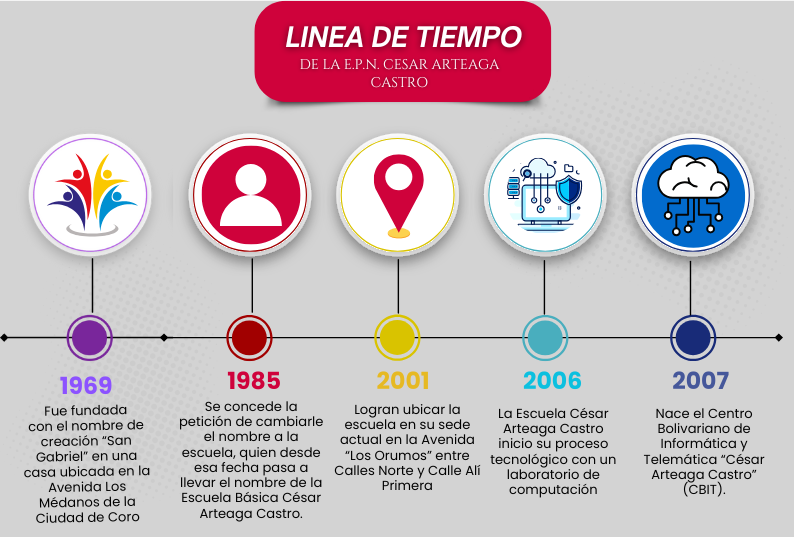 LINEA DE TIEMPO
DE LA E.P.N. CESAR ARTEAGA
CASTRO
1969
Fue fundada
con el nombre de
creación “San
Gabriel” en una
casa ubicada en la
Avenida Los
Médanos de la
Ciudad de Coro
1985
Se concede la
petición de cambiarle
el nombre a la
escuela, quien desde
esa fecha pasa a
llevar el nombre de la
Escuela Básica César
Arteaga Castro.
2001
Logran ubicar la
escuela en su sede
actual en la Avenida
“Los Orumos” entre
Calles Norte y Calle Alí
Primera
2006
La Escuela César
Arteaga Castro
inicio su proceso
tecnológico con un
laboratorio de
computación
2007
Nace el Centro
Bolivariano de
Informática y
Telemática “César
Arteaga Castro”
(CBIT).